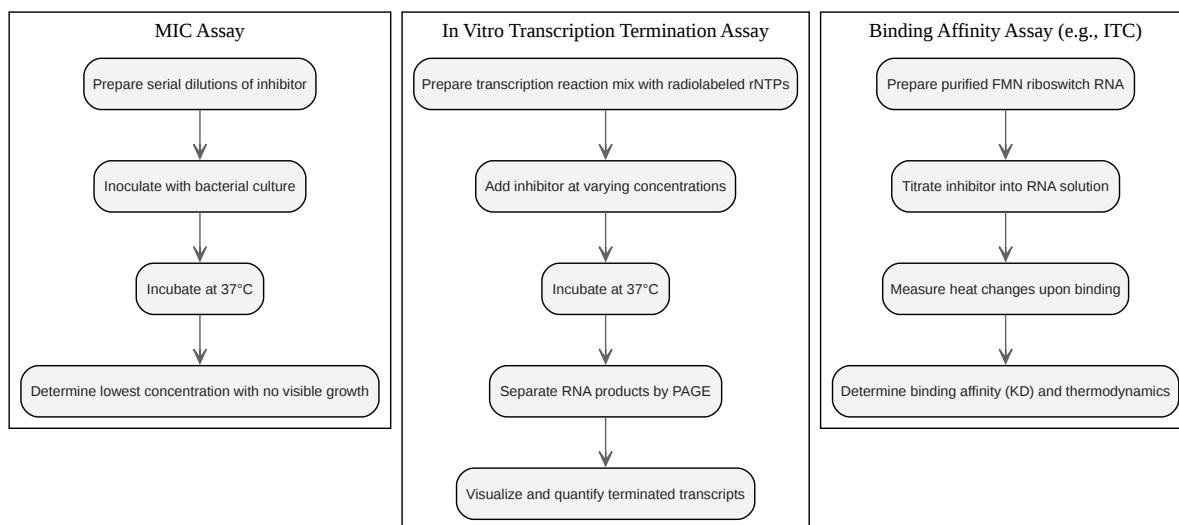 MIC Assay
Prepare serial dilutions of inhibitor
Inoculate with bacterial culture
Incubate at 37°C
Determine lowest concentration with no visible growth
In Vitro Transcription Termination Assay
Prepare transcription reaction mix with radiolabeled rNTPs
Add inhibitor at varying concentrations
Incubate at 37°C
Separate RNA products by PAGE
Visualize and quantify terminated transcripts
Binding Affinity Assay (e.g., ITC)
Prepare purified FMN riboswitch RNA
Titrate inhibitor into RNA solution
Measure heat changes upon binding
Determine binding affinity (KD) and thermodynamics